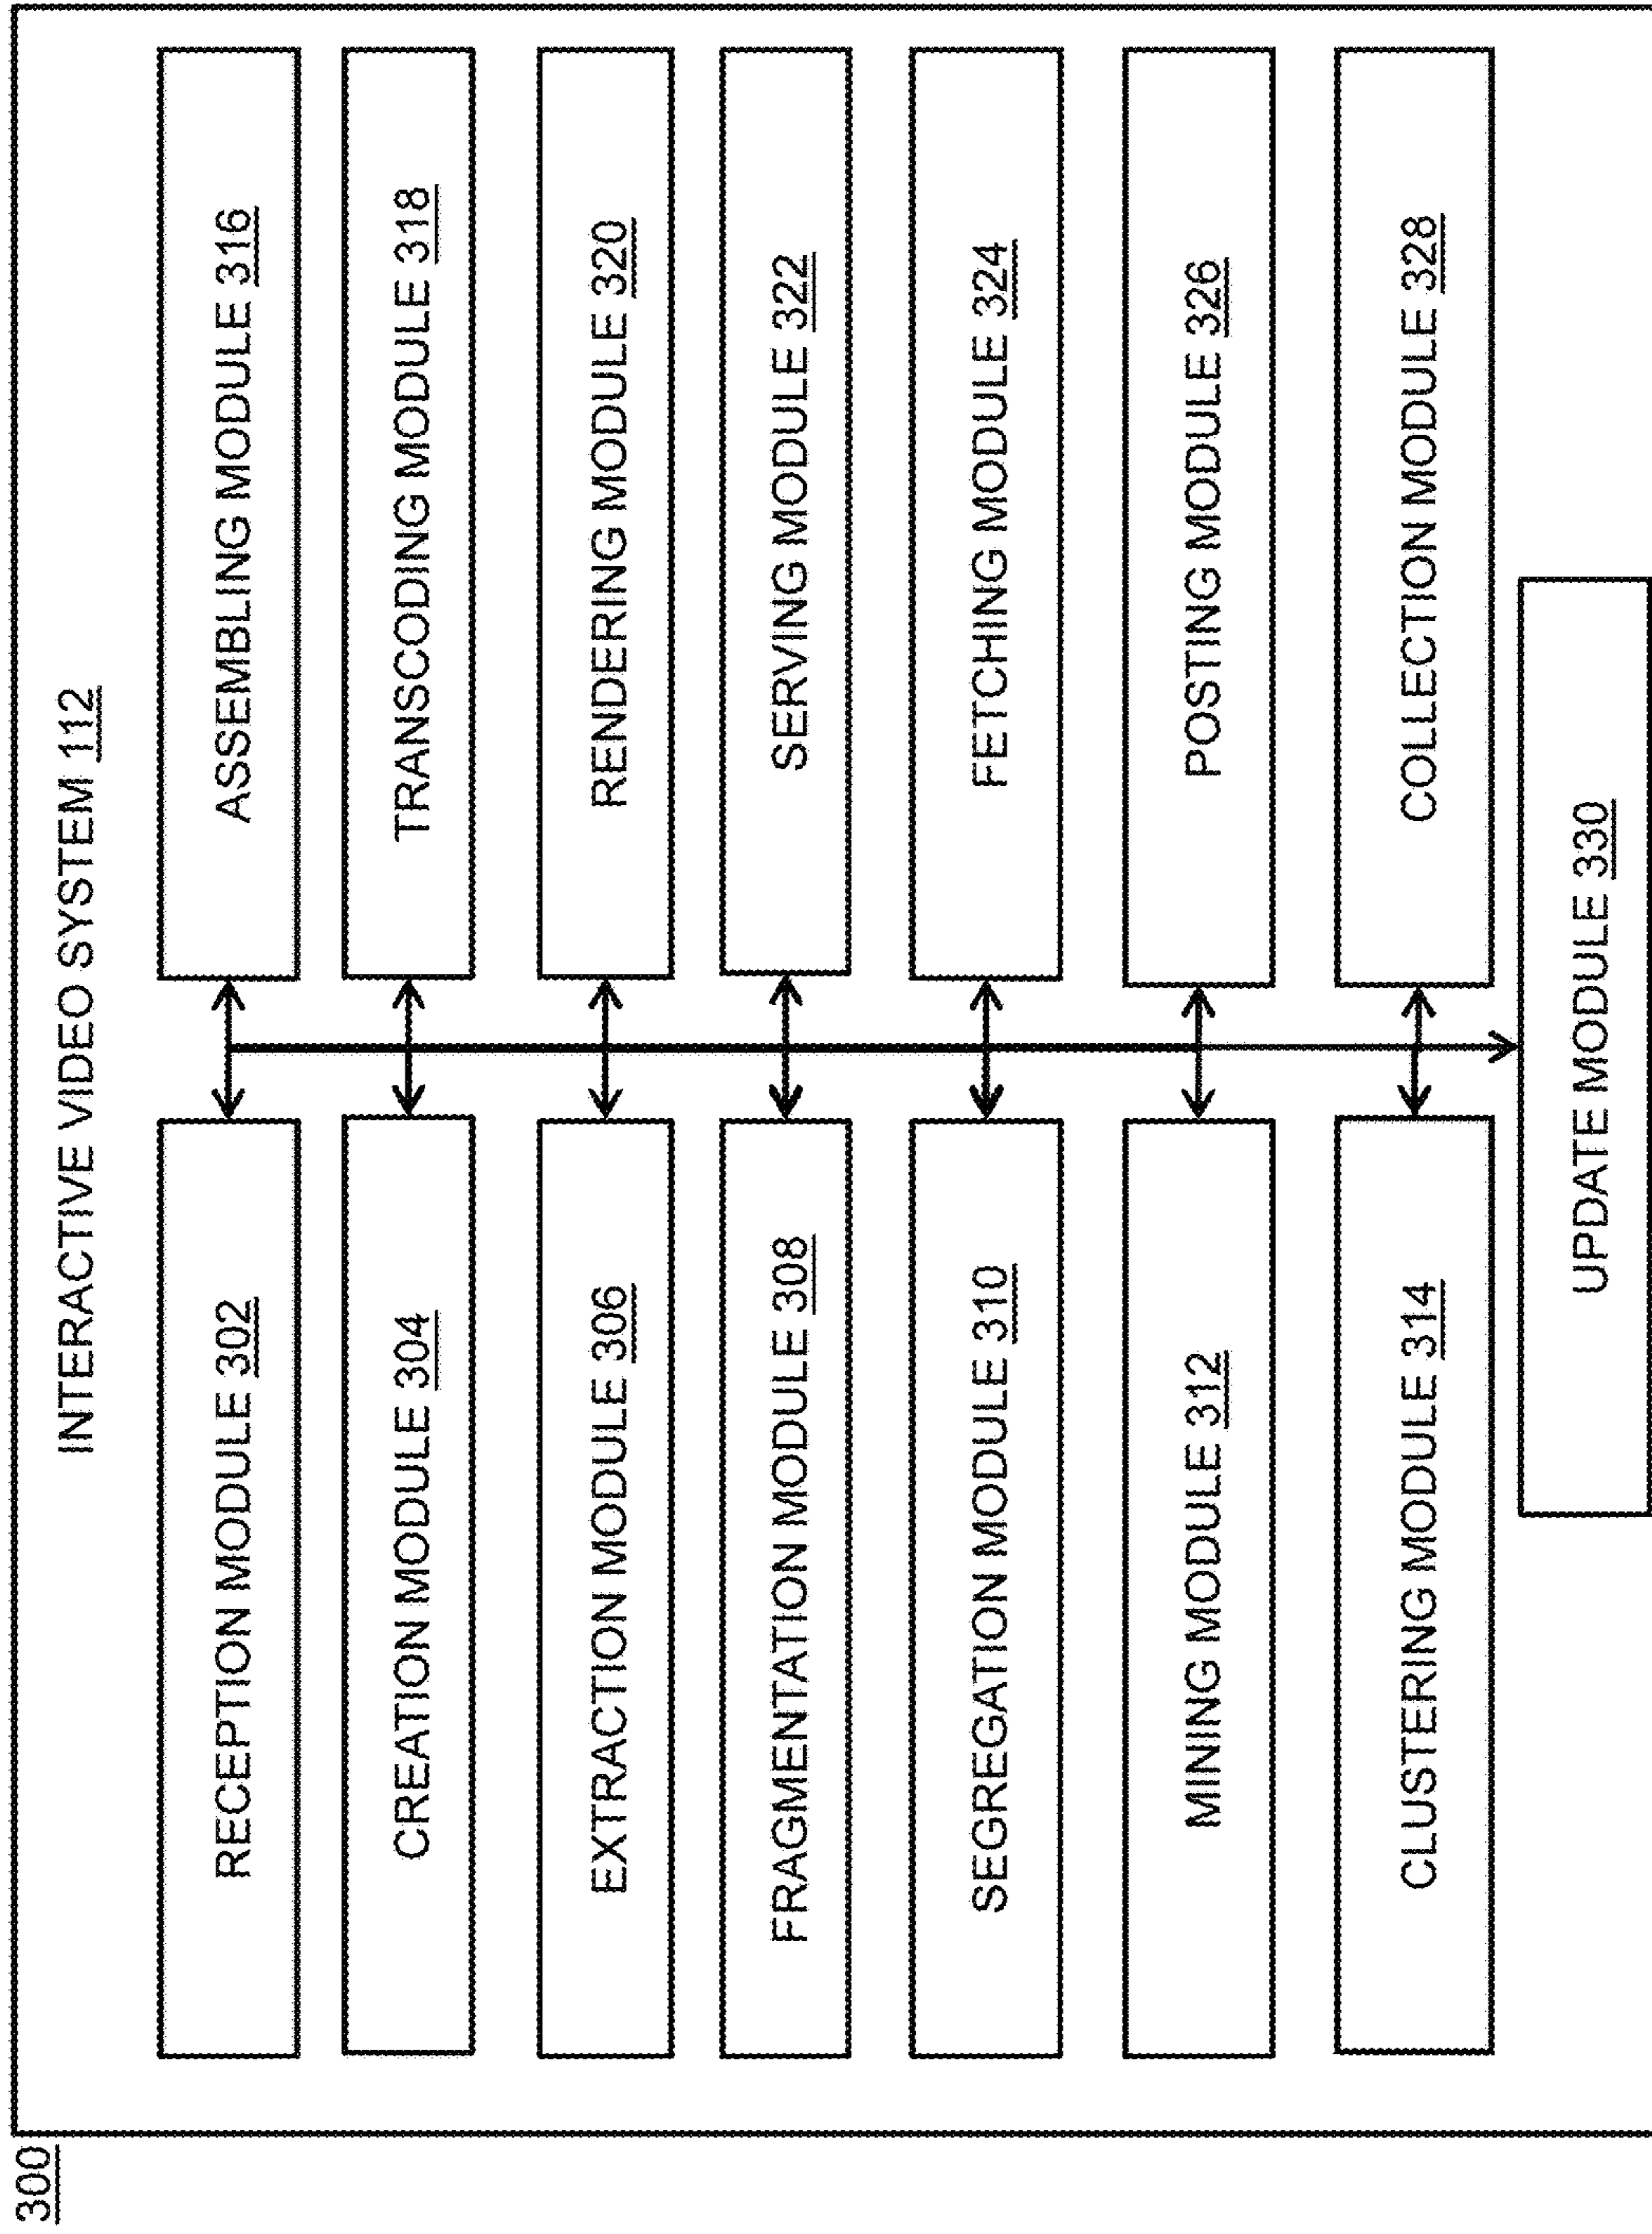 300
INTERACTIVE VIDEO SYSTEM 112
RECEPTION MODULE 302
ASSEMBLING MODULE 316
CREATION MODULE 304
TRANSCODING MODULE 318
EXTRACTION MODULE 306
RENDERING MODULE 320
FRAGMENTATION MODULE 308
SERVING MODULE 322
SEGREGATION MODULE 310
FETCHING MODULE 324
MINING MODULE 312
POSTING MODULE 326
CLUSTERING MODULE 314
COLLECTION MODULE 328
UPDATE MODULE 330